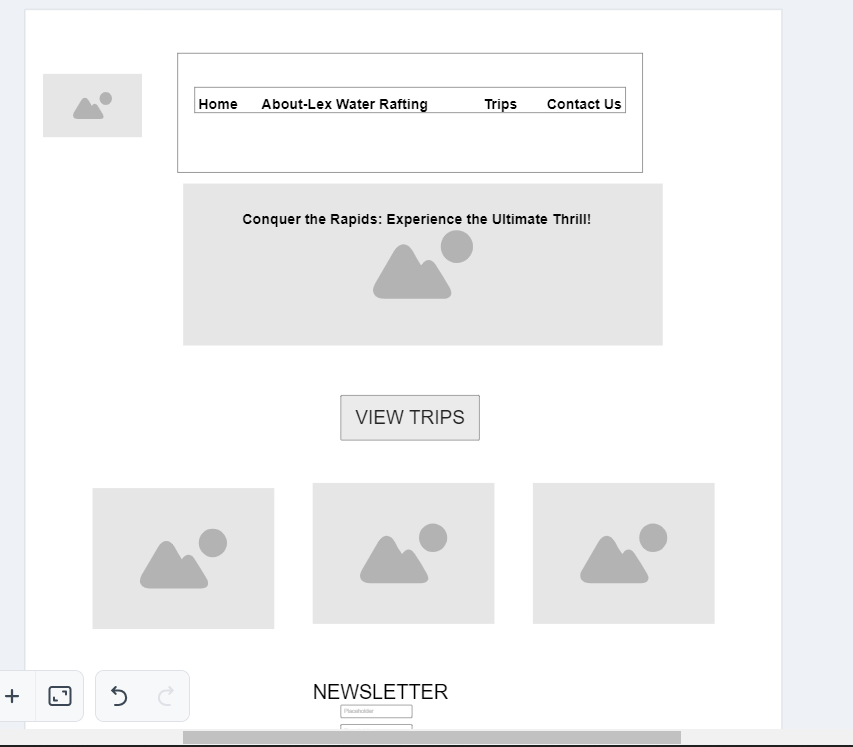 Home About-Lex Water Rafting Trips Contact Us
Conquer the Rapids: Experience the Ultimate Thrill!
VIEW TRIPS
NEWSLETTER
Placeholder